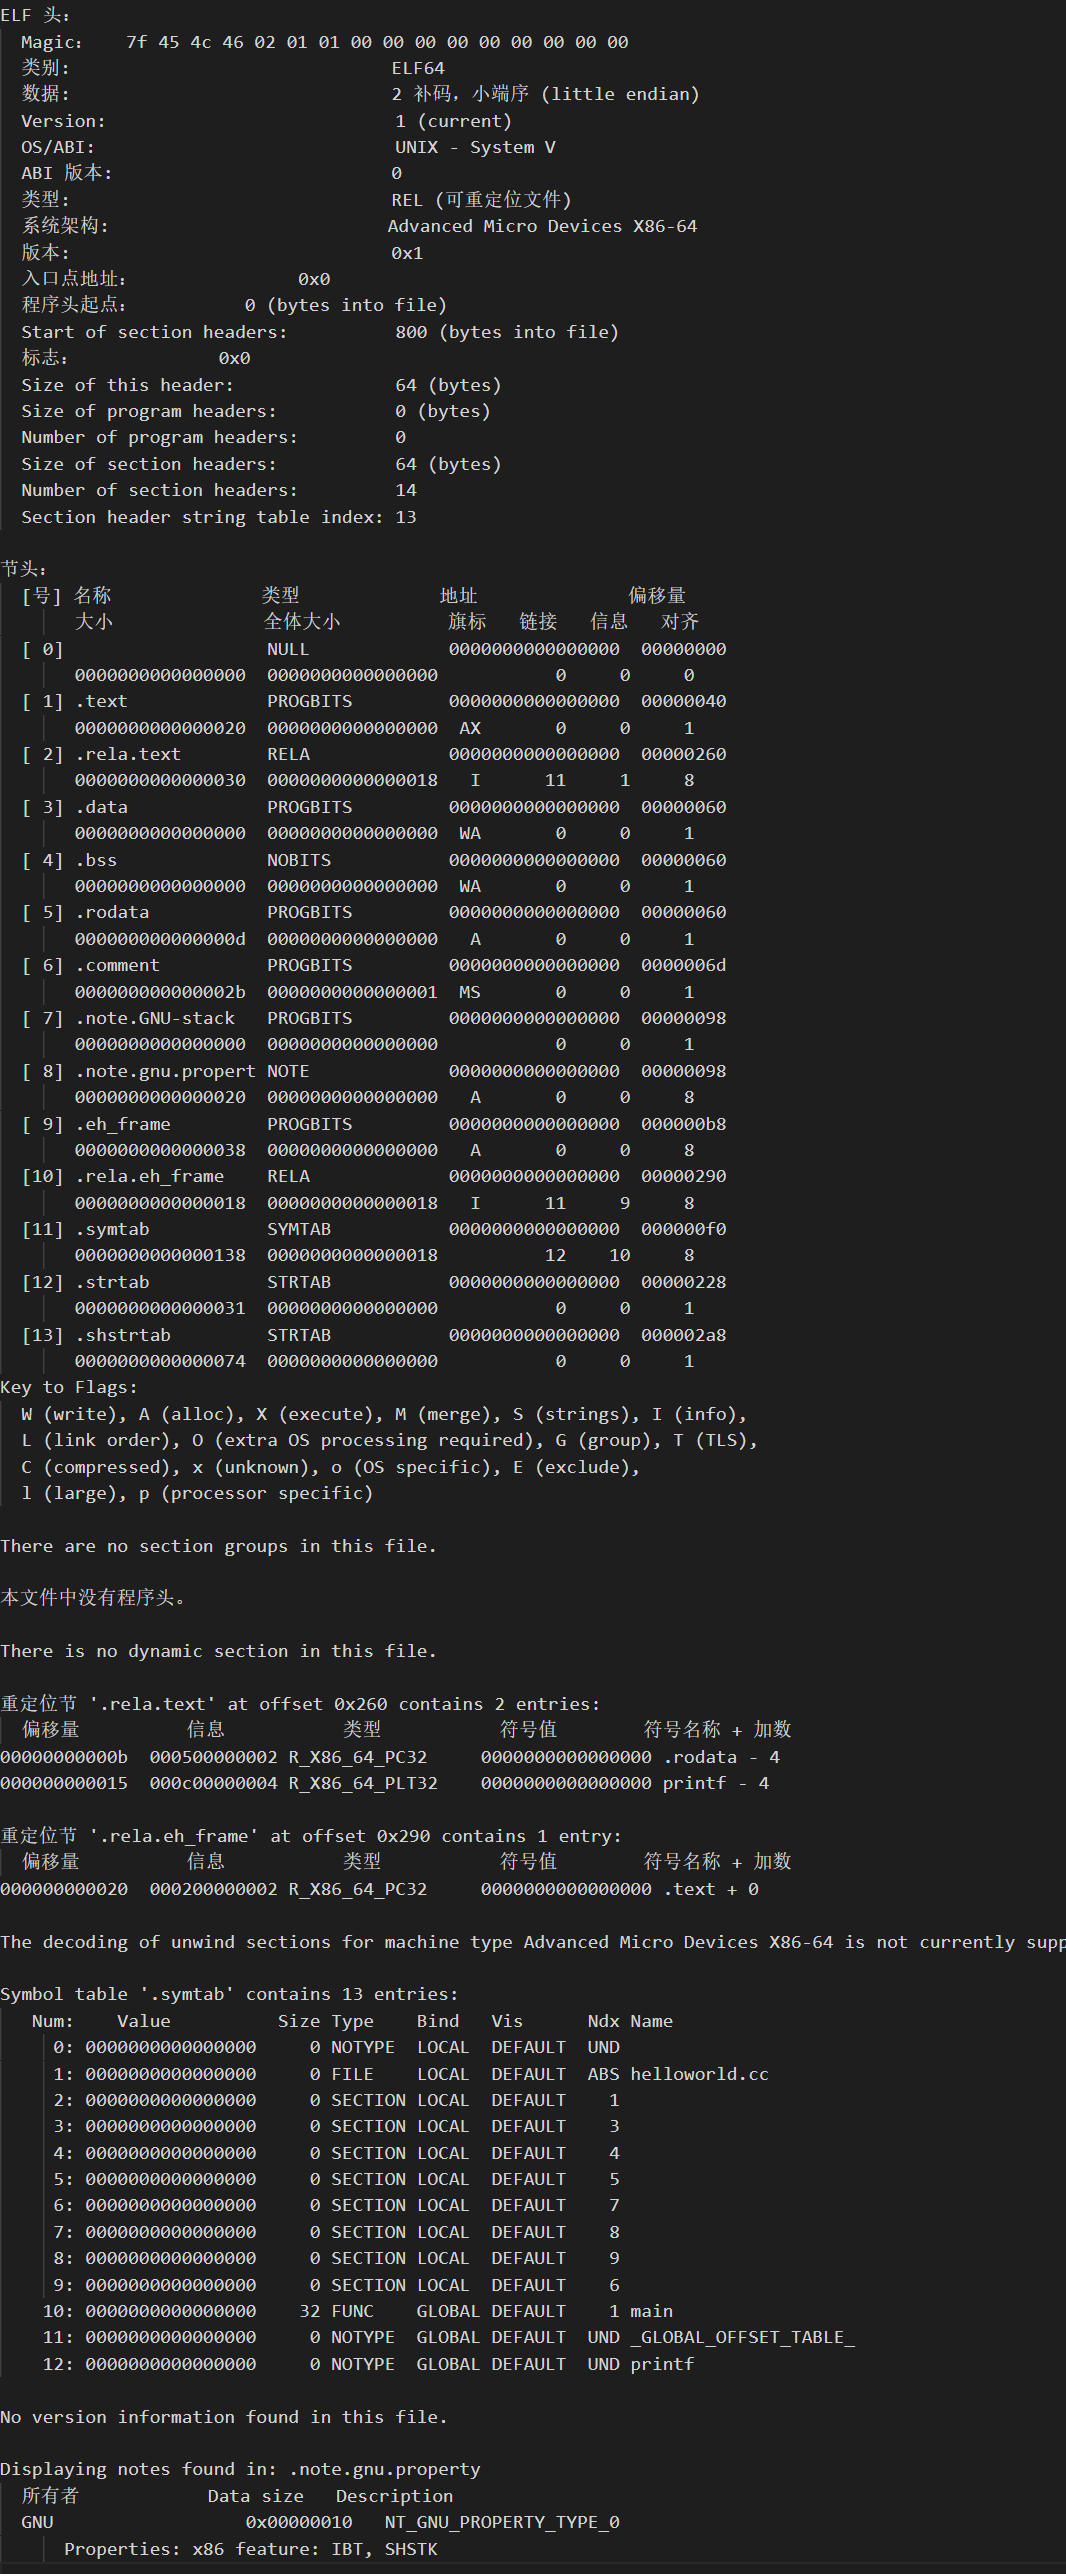 ELF 头：
  Magic：   7f 45 4c 46 02 01 01 00 00 00 00 00 00 00 00 00
  类别:                              ELF64
  数据:                              2 补码，小端序 (little endian)
  Version:                           1 (current)
  OS/ABI:                            UNIX - System V
  ABI 版本:                          0
  类型:                              REL (可重定位文件)
  系统架构:                          Advanced Micro Devices X86-64
  版本:                              0x1
  入口点地址：               0x0
  程序头起点：          0 (bytes into file)
  Start of section headers:          800 (bytes into file)
  标志：             0x0
  Size of this header:               64 (bytes)
  Size of program headers:           0 (bytes)
  Number of program headers:         0
  Size of section headers:           64 (bytes)
  Number of section headers:         14
  Section header string table index: 13
节头：
  [号] 名称              类型             地址              偏移量
       大小              全体大小          旗标   链接   信息   对齐
  [ 0]                   NULL             0000000000000000  00000000
       0000000000000000  0000000000000000           0     0     0
  [ 1] .text             PROGBITS         0000000000000000  00000040
       0000000000000020  0000000000000000  AX       0     0     1
  [ 2] .rela.text        RELA             0000000000000000  00000260
       0000000000000030  0000000000000018   I      11     1     8
  [ 3] .data             PROGBITS         0000000000000000  00000060
       0000000000000000  0000000000000000  WA       0     0     1
  [ 4] .bss              NOBITS           0000000000000000  00000060
       0000000000000000  0000000000000000  WA       0     0     1
  [ 5] .rodata           PROGBITS         0000000000000000  00000060
       000000000000000d  0000000000000000   A       0     0     1
  [ 6] .comment          PROGBITS         0000000000000000  0000006d
       000000000000002b  0000000000000001  MS       0     0     1
  [ 7] .note.GNU-stack   PROGBITS         0000000000000000  00000098
       0000000000000000  0000000000000000           0     0     1
  [ 8] .note.gnu.propert NOTE             0000000000000000  00000098
       0000000000000020  0000000000000000   A       0     0     8
  [ 9] .eh_frame         PROGBITS         0000000000000000  000000b8
       0000000000000038  0000000000000000   A       0     0     8
  [10] .rela.eh_frame    RELA             0000000000000000  00000290
       0000000000000018  0000000000000018   I      11     9     8
  [11] .symtab           SYMTAB           0000000000000000  000000f0
       0000000000000138  0000000000000018          12    10     8
  [12] .strtab           STRTAB           0000000000000000  00000228
       0000000000000031  0000000000000000           0     0     1
  [13] .shstrtab         STRTAB           0000000000000000  000002a8
       0000000000000074  0000000000000000           0     0     1
Key to Flags:
  W (write), A (alloc), X (execute), M (merge), S (strings), I (info),
  L (link order), O (extra OS processing required), G (group), T (TLS),
  C (compressed), x (unknown), o (OS specific), E (exclude),
  l (large), p (processor specific)
There are no section groups in this file.
本文件中没有程序头。
There is no dynamic section in this file.
重定位节 '.rela.text' at offset 0x260 contains 2 entries:
  偏移量          信息           类型           符号值        符号名称 + 加数
00000000000b  000500000002 R_X86_64_PC32     0000000000000000 .rodata - 4
000000000015  000c00000004 R_X86_64_PLT32    0000000000000000 printf - 4
重定位节 '.rela.eh_frame' at offset 0x290 contains 1 entry:
  偏移量          信息           类型           符号值        符号名称 + 加数
000000000020  000200000002 R_X86_64_PC32     0000000000000000 .text + 0
The decoding of unwind sections for machine type Advanced Micro Devices X86-64 is not currently supp
Symbol table '.symtab' contains 13 entries:
   Num:    Value          Size Type    Bind   Vis      Ndx Name
     0: 0000000000000000     0 NOTYPE  LOCAL  DEFAULT  UND
     1: 0000000000000000     0 FILE    LOCAL  DEFAULT  ABS helloworld.cc
     2: 0000000000000000     0 SECTION LOCAL  DEFAULT    1
     3: 0000000000000000     0 SECTION LOCAL  DEFAULT    3
     4: 0000000000000000     0 SECTION LOCAL  DEFAULT    4
     5: 0000000000000000     0 SECTION LOCAL  DEFAULT    5
     6: 0000000000000000     0 SECTION LOCAL  DEFAULT    7
     7: 0000000000000000     0 SECTION LOCAL  DEFAULT    8
     8: 0000000000000000     0 SECTION LOCAL  DEFAULT    9
     9: 0000000000000000     0 SECTION LOCAL  DEFAULT    6
    10: 0000000000000000    32 FUNC    GLOBAL DEFAULT    1 main
    11: 0000000000000000     0 NOTYPE  GLOBAL DEFAULT  UND _GLOBAL_OFFSET_TABLE_
    12: 0000000000000000     0 NOTYPE  GLOBAL DEFAULT  UND printf
No version information found in this file.
Displaying notes found in: .note.gnu.property
  所有者            Data size   Description
  GNU                  0x00000010   NT_GNU_PROPERTY_TYPE_0
      Properties: x86 feature: IBT, SHSTK